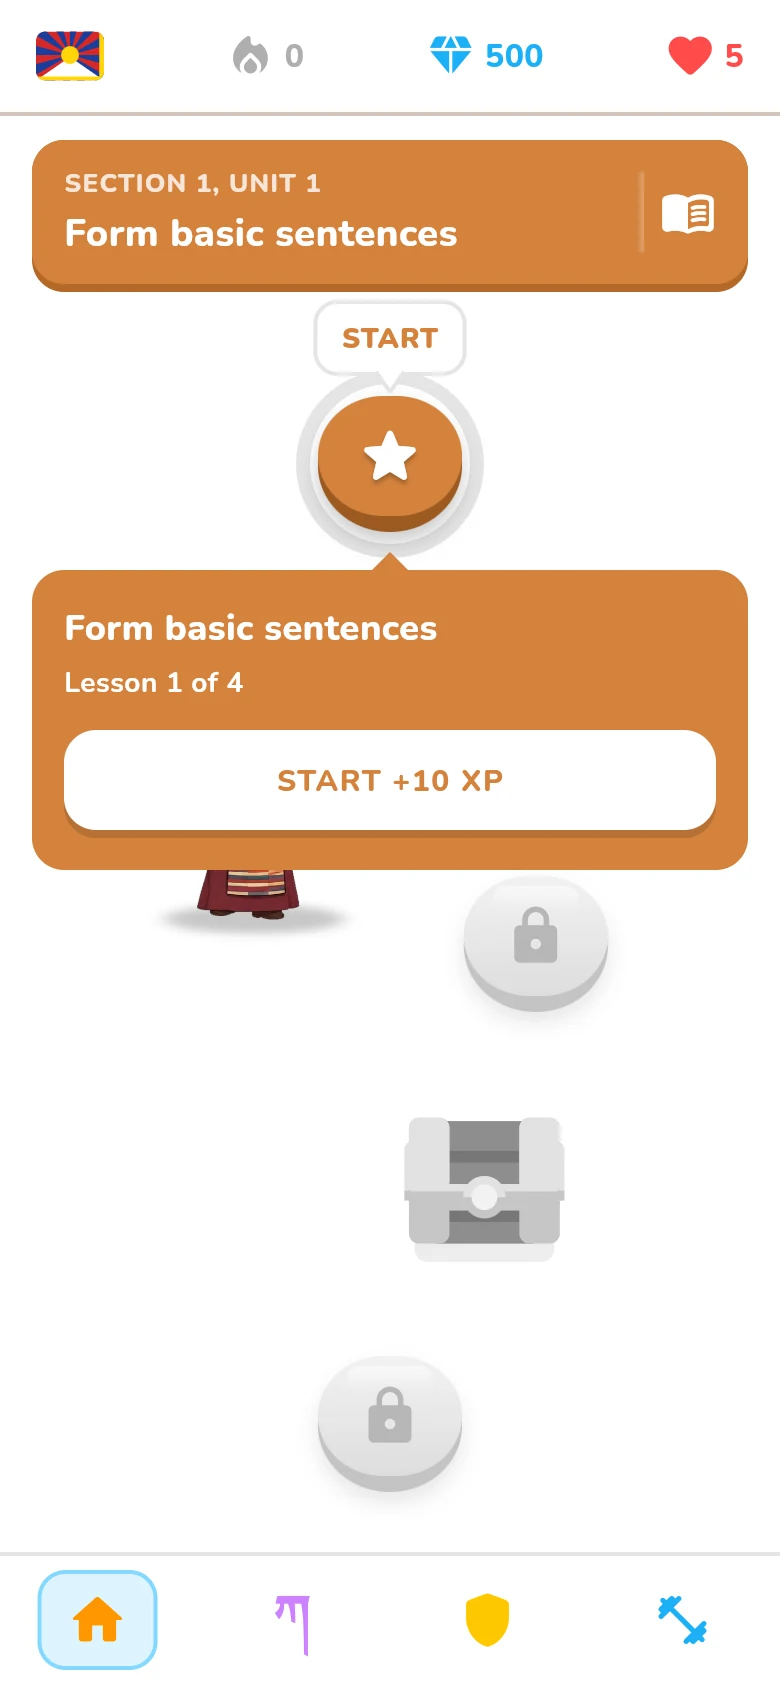 0
500
5
SECTION 1, UNIT 1
Form basic sentences
START
Form basic sentences
Lesson 1 of 4
START +10 XP
ཀ